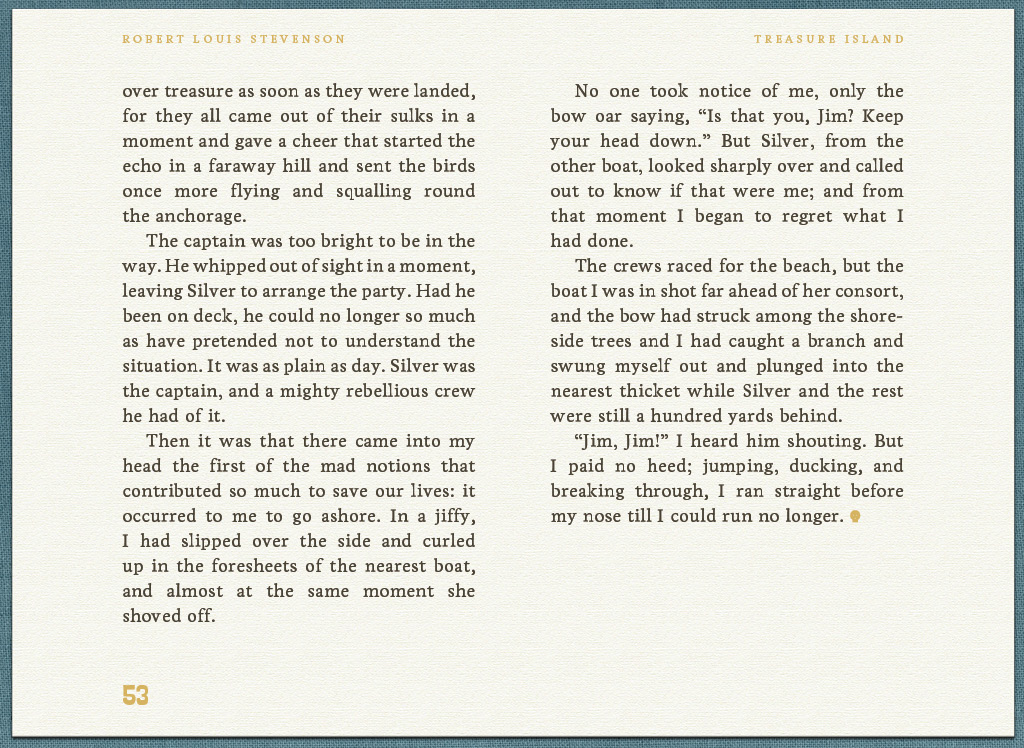 ROBERT LOUIS STEVENSON
TREASURE ISLAND
over treasure as soon as they were landed,
for they all came out of their sulks in a
moment and gave a cheer that started the
echo in a faraway hill and sent the birds
once more flying and squalling round
the anchorage.
The captain was too bright to be in the
way. He whipped out of sight in a moment,
leaving Silver to arrange the party. Had he
been on deck, he could no longer so much
as have pretended not to understand the
situation. It was as plain as day. Silver was
the captain, and a mighty rebellious crew
he had of it.
Then it was that there came into my
head the first of the mad notions that
contributed so much to save our lives: it
occurred to me to go ashore. In a jiffy,
I had slipped over the side and curled
up in the foresheets of the nearest boat,
and almost at the same moment she
shoved off.
No one took notice of me, only the
bow oar saying, “Is that you, Jim? Keep
your head down.” But Silver, from the
other boat, looked sharply over and called
out to know if that were me; and from
that moment I began to regret what I
had done.
The crews raced for the beach, but the
boat I was in shot far ahead of her consort,
and the bow had struck among the shore-
side trees and I had caught a branch and
swung myself out and plunged into the
nearest thicket while Silver and the rest
were still a hundred yards behind.
“Jim, Jim!” I heard him shouting. But
I paid no heed; jumping, ducking, and
breaking through, I ran straight before
my nose till I could run no longer.
53